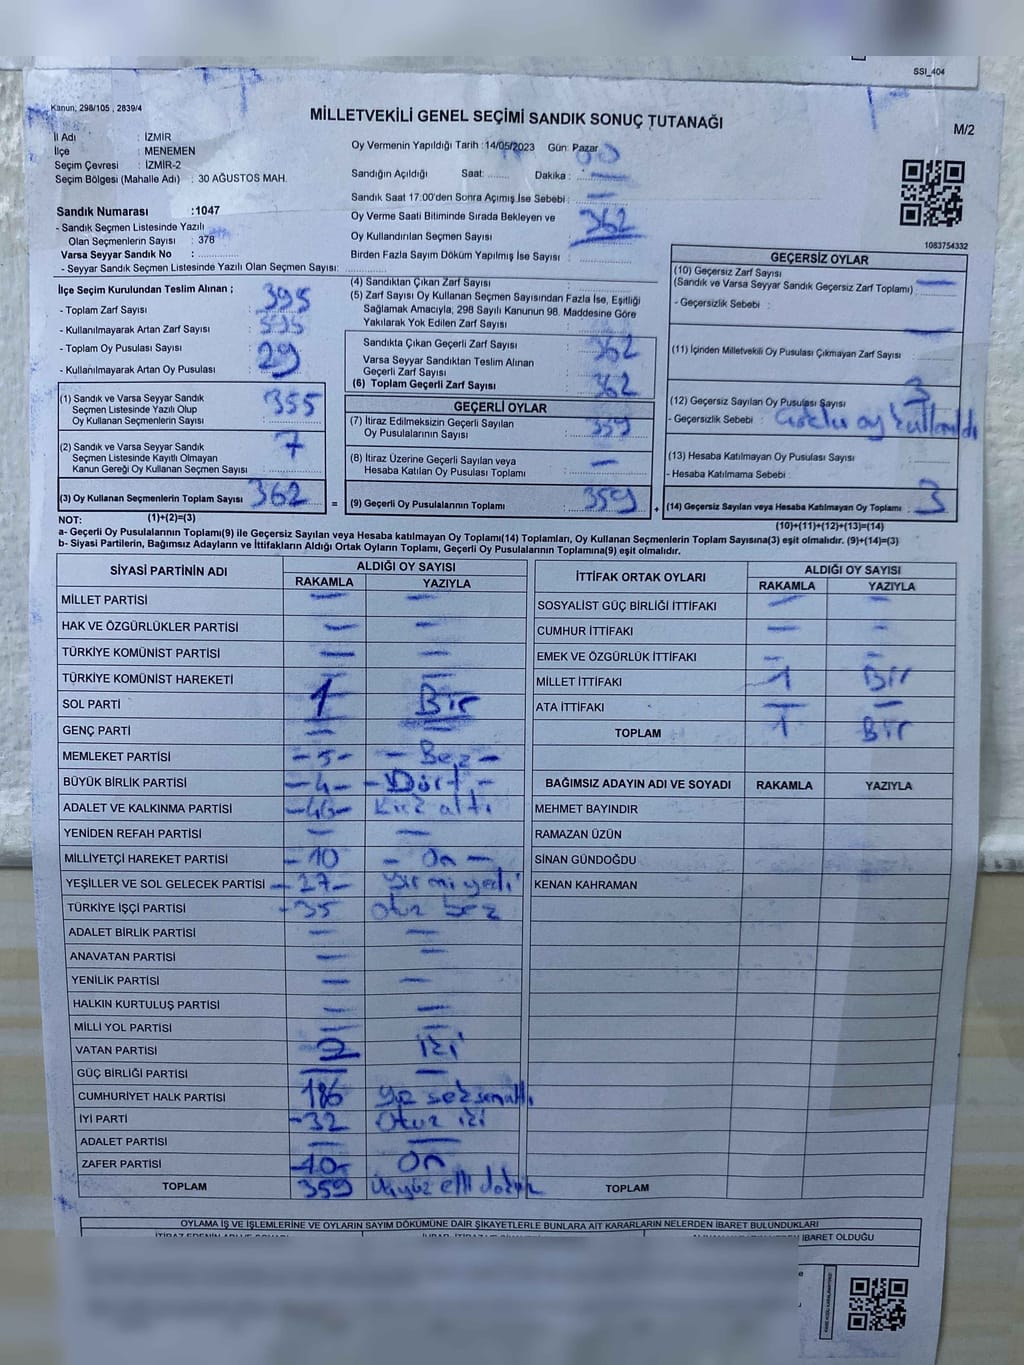 SSI_404
Kanun; 298/105 , 2839/4
MİLLETVEKİLİ GENEL SEÇİMİ SANDIK SONUÇ TUTANAĞI
M/2
İl Adı : İZMİR
İlçe : MENEMEN
Seçim Çevresi : İZMİR-2
Seçim Bölgesi (Mahalle Adı) : 30 AĞUSTOS MAH.
Oy Vermenin Yapıldığı Tarih : 14/05/2023 Gün: Pazar
Sandığın Açıldığı Saat: ...... Dakika :
Sandık Saat 17:00'den Sonra Açımış İse Sebebi :
Oy Verme Saati Bitiminde Sırada Bekleyen ve
Oy Kullandırılan Seçmen Sayısı : 362
Birden Fazla Sayım Döküm Yapılmış İse Sayısı :
Sandık Numarası :1047
- Sandık Seçmen Listesinde Yazılı
Olan Seçmenlerin Sayısı : 378
Varsa Seyyar Sandık No :
- Seyyar Sandık Seçmen Listesinde Yazılı Olan Seçmen Sayısı:
1083754332
İlçe Seçim Kurulundan Teslim Alınan ;
- Toplam Zarf Sayısı : 395
- Kullanılmayarak Artan Zarf Sayısı :
- Toplam Oy Pusulası Sayısı :
- Kullanılmayarak Artan Oy Pusulası : 29
(1) Sandık ve Varsa Seyyar Sandık
Seçmen Listesinde Yazılı Olup
Oy Kullanan Seçmenlerin Sayısı : 355
(2) Sandık ve Varsa Seyyar Sandık
Seçmen Listesinde Kayıtlı Olmayan
Kanun Gereği Oy Kullanan Seçmen Sayısı : 7
(3) Oy Kullanan Seçmenlerin Toplam Sayısı : 362
(4) Sandıktan Çıkan Zarf Sayısı :
(5) Zarf Sayısı Oy Kullanan Seçmen Sayısından Fazla İse, Eşitliği
Sağlamak Amacıyla, 298 Sayılı Kanunun 98. Maddesine Göre
Yakılarak Yok Edilen Zarf Sayısı :
Sandıkta Çıkan Geçerli Zarf Sayısı : 362
Varsa Seyyar Sandıktan Teslim Alınan
Geçerli Zarf Sayısı :
(6) Toplam Geçerli Zarf Sayısı : 362
GEÇERLİ OYLAR
(7) İtiraz Edilmeksizin Geçerli Sayılan
Oy Pusulalarının Sayısı : 359
(8) İtiraz Üzerine Geçerli Sayılan veya
Hesaba Katılan Oy Pusulası Toplamı : —
= (9) Geçerli Oy Pusulalarının Toplamı : 359
GEÇERSİZ OYLAR
(10) Geçersiz Zarf Sayısı
(Sandık ve Varsa Seyyar Sandık Geçersiz Zarf Toplamı) : —
- Geçersizlik Sebebi :
(11) İçinden Milletvekili Oy Pusulası Çıkmayan Zarf Sayısı :
(12) Geçersiz Sayılan Oy Pusulası Sayısı : 3
- Geçersizlik Sebebi : oy kullanıldı
(13) Hesaba Katılmayan Oy Pusulası Sayısı :
- Hesaba Katılmama Sebebi :
+ (14) Geçersiz Sayılan veya Hesaba Katılmayan Oy Toplamı : 3
NOT: (1)+(2)=(3)
(10)+(11)+(12)+(13)=(14)
a- Geçerli Oy Pusulalarının Toplamı(9) ile Geçersiz Sayılan veya Hesaba katılmayan Oy Toplamı(14) Toplamları, Oy Kullanan Seçmenlerin Toplam Sayısına(3) eşit olmalıdır. (9)+(14)=(3)
b- Siyasi Partilerin, Bağımsız Adayların ve İttifakların Aldığı Ortak Oyların Toplamı, Geçerli Oy Pusulalarının Toplamına(9) eşit olmalıdır.
SİYASİ PARTİNİN ADI ALDIĞI OY SAYISI
RAKAMLA YAZIYLA
MİLLET PARTİSİ — —
HAK VE ÖZGÜRLÜKLER PARTİSİ — —
TÜRKİYE KOMÜNİST PARTİSİ — —
TÜRKİYE KOMÜNİST HAREKETİ —
SOL PARTİ 1 Bir
GENÇ PARTİ — —
MEMLEKET PARTİSİ -5- - Beş -
BÜYÜK BİRLİK PARTİSİ -4- - Dört -
ADALET VE KALKINMA PARTİSİ -46- Kırk altı
YENİDEN REFAH PARTİSİ — —
MİLLİYETÇİ HAREKET PARTİSİ -10 - On -
YEŞİLLER VE SOL GELECEK PARTİSİ -27- yirmi yedi
TÜRKİYE İŞÇİ PARTİSİ -35 otuz beş
ADALET BİRLİK PARTİSİ — —
ANAVATAN PARTİSİ — —
YENİLİK PARTİSİ — —
HALKIN KURTULUŞ PARTİSİ — —
MİLLİ YOL PARTİSİ — —
VATAN PARTİSİ 2 iki
GÜÇ BİRLİĞİ PARTİSİ — —
CUMHURİYET HALK PARTİSİ 186 yüz seksenaltı
İYİ PARTİ -32 Otuz iki
ADALET PARTİSİ — —
ZAFER PARTİSİ -10- On
TOPLAM 359 üçyüz elli dokuz
İTTİFAK ORTAK OYLARI ALDIĞI OY SAYISI
RAKAMLA YAZIYLA
SOSYALİST GÜÇ BİRLİĞİ İTTİFAKI — —
CUMHUR İTTİFAKI — —
EMEK VE ÖZGÜRLÜK İTTİFAKI — —
MİLLET İTTİFAKI 1 Bir
ATA İTTİFAKI — —
TOPLAM 1 Bir
BAĞIMSIZ ADAYIN ADI VE SOYADI RAKAMLA YAZIYLA
MEHMET BAYINDIR
RAMAZAN ÜZÜN
SİNAN GÜNDOĞDU
KENAN KAHRAMAN
TOPLAM
OYLAMA İŞ VE İŞLEMLERİNE VE OYLARIN SAYIM DÖKÜMÜNE DAİR ŞİKAYETLERLE BUNLARA AİT KARARLARIN NELERDEN İBARET BULUNDUKLARI
İBARET OLDUĞU